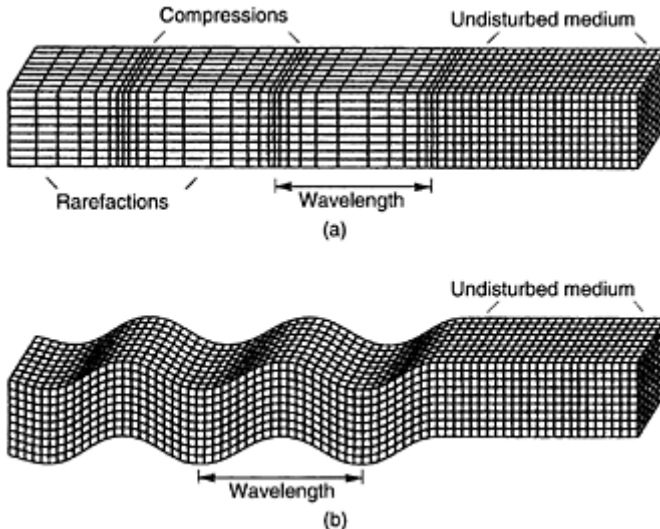 Compressions
Undisturbed medium
Rarefactions
Wavelength
(a)
Undisturbed medium
Wavelength
(b)